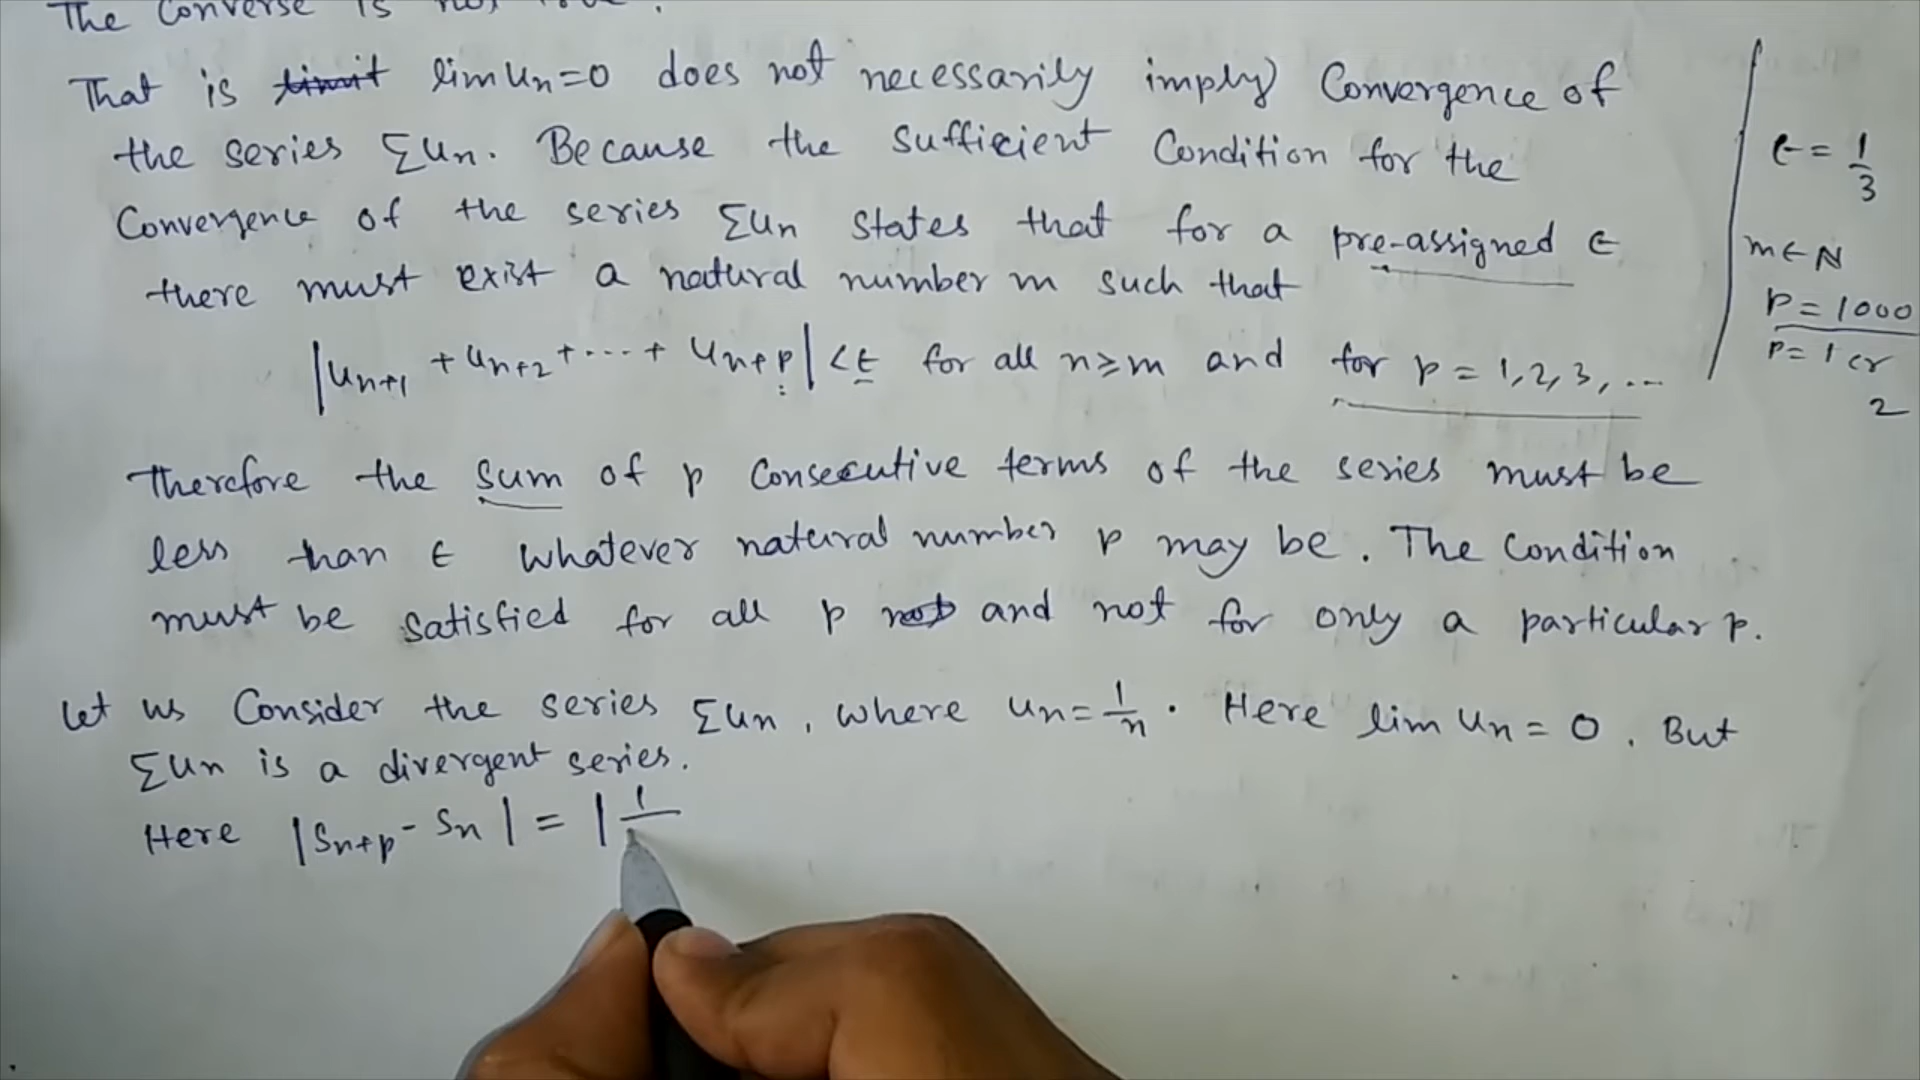 The Converse is not
That is limit lim un=0 does not necessarily imply Convergence of
the series Σun. Because the sufficient Condition for the
Convergence of the series Σun states that for a pre-assigned ϵ
there must exist a natural number m such that
|un+1 + un+2 + .... + un+p| < ϵ for all n≥m and for p = 1,2,3,...
Therefore the sum of p consecutive terms of the series must be
less than ϵ whatever natural number p may be. The condition
must be satisfied for all p not and not for only a particular p.
Let us Consider the series Σun, where un=1/n. Here lim un = 0. But
Σun is a divergent series.
Here |Sn+p - Sn| = |1
ϵ = 1/3
m ϵ N
p = 1000
p = 1 cr
2